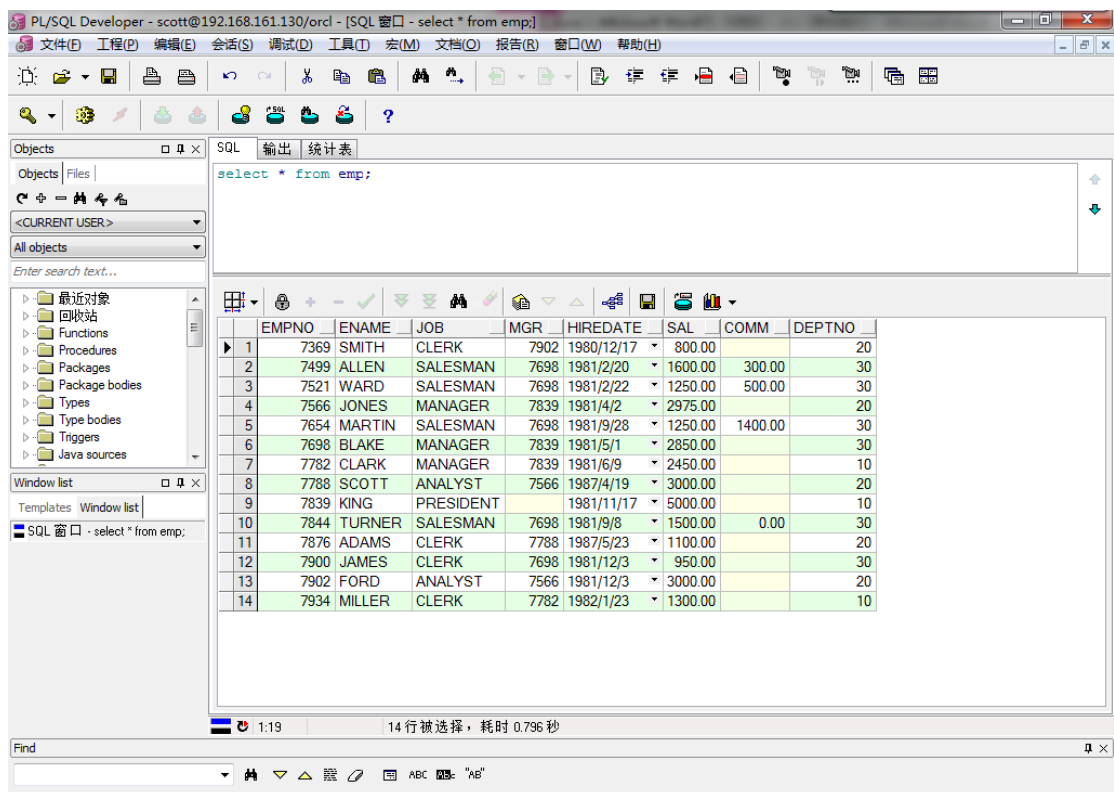 PL/SQL Developer - scott@192.168.161.130/orcl - [SQL 窗口 - select * from emp;]
文件(F) 工程(P) 编辑(E) 会话(S) 调试(D) 工具(T) 宏(M) 文档(O) 报告(R) 窗口(W) 帮助(H)
Objects
Objects Files
<CURRENT USER>
All objects
Enter search text...
最近对象
回收站
Functions
Procedures
Packages
Package bodies
Types
Type bodies
Triggers
Java sources
Window list
Templates Window list
SQL 窗口 - select * from emp;
SQL 输出 统计表
select * from emp;
EMPNO ENAME JOB MGR HIREDATE SAL COMM DEPTNO
1 7369 SMITH CLERK 7902 1980/12/17 800.00 20
2 7499 ALLEN SALESMAN 7698 1981/2/20 1600.00 300.00 30
3 7521 WARD SALESMAN 7698 1981/2/22 1250.00 500.00 30
4 7566 JONES MANAGER 7839 1981/4/2 2975.00 20
5 7654 MARTIN SALESMAN 7698 1981/9/28 1250.00 1400.00 30
6 7698 BLAKE MANAGER 7839 1981/5/1 2850.00 30
7 7782 CLARK MANAGER 7839 1981/6/9 2450.00 10
8 7788 SCOTT ANALYST 7566 1987/4/19 3000.00 20
9 7839 KING PRESIDENT 1981/11/17 5000.00 10
10 7844 TURNER SALESMAN 7698 1981/9/8 1500.00 0.00 30
11 7876 ADAMS CLERK 7788 1987/5/23 1100.00 20
12 7900 JAMES CLERK 7698 1981/12/3 950.00 30
13 7902 FORD ANALYST 7566 1981/12/3 3000.00 20
14 7934 MILLER CLERK 7782 1982/1/23 1300.00 10
1:19 14 行被选择，耗时 0.796 秒
Find
ABC "AB"